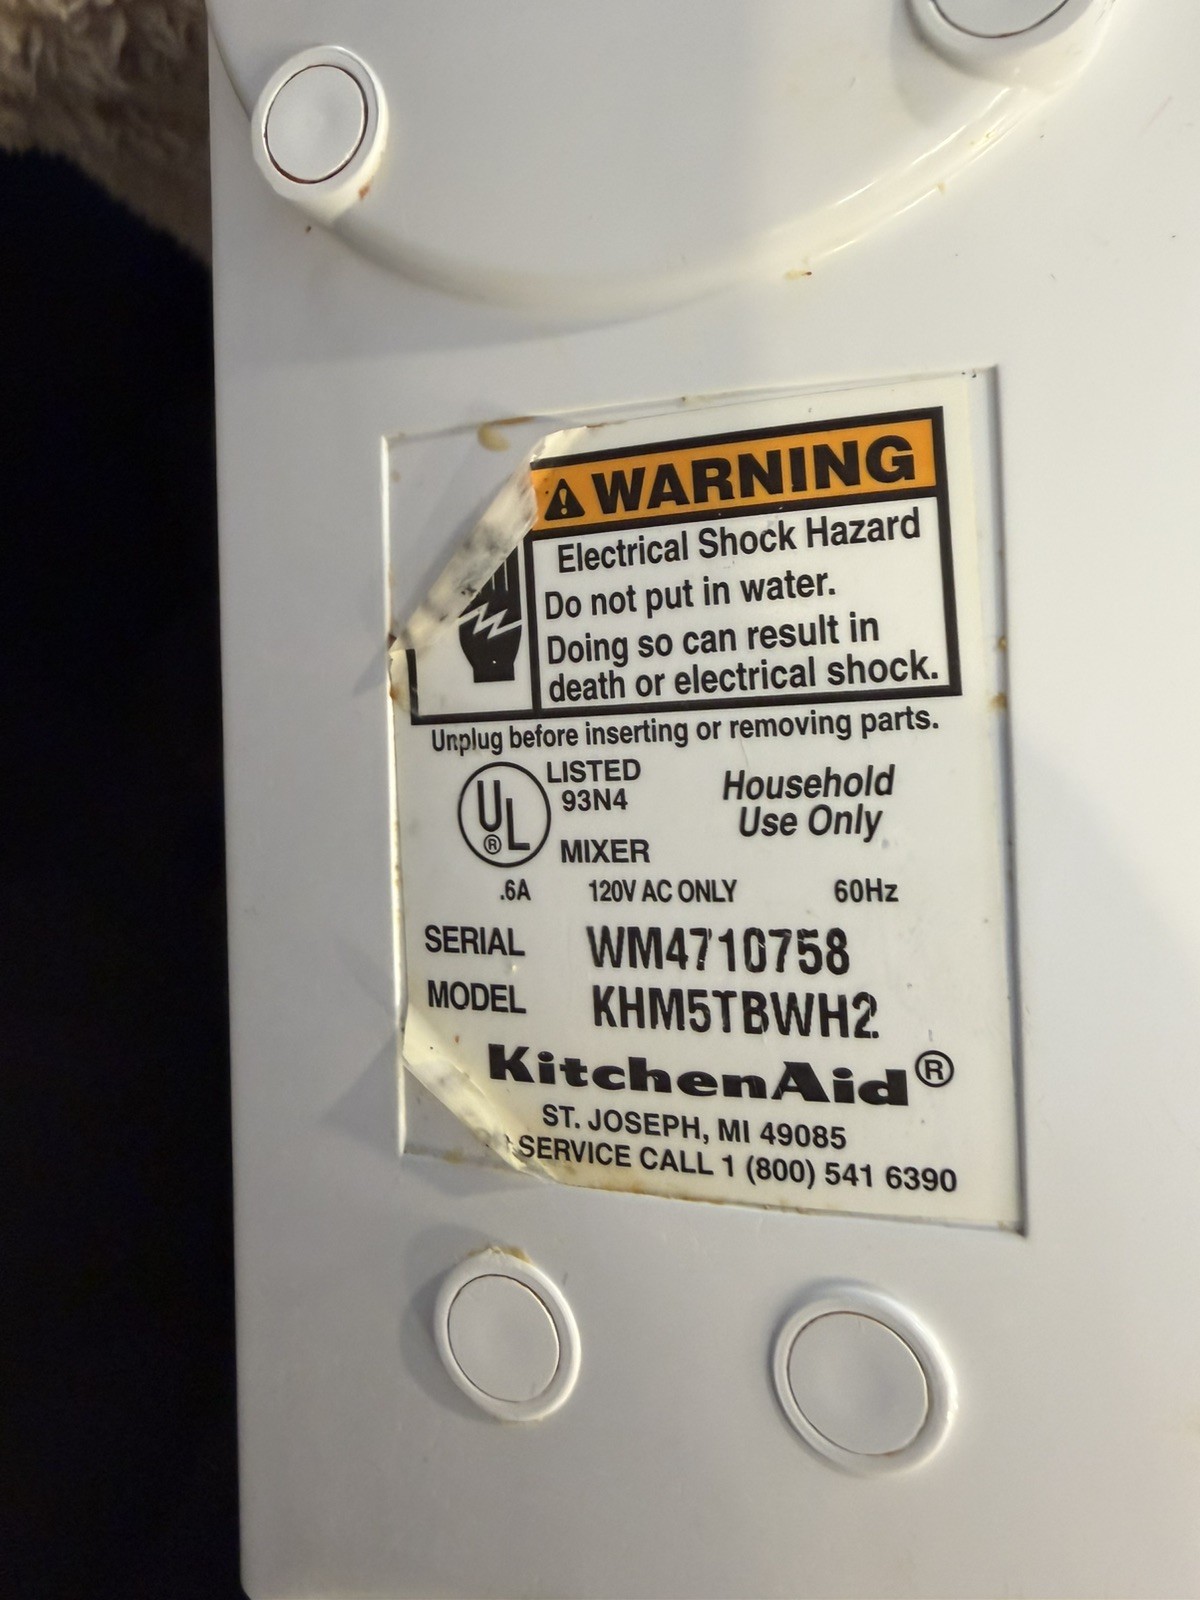 WARNING
Electrical Shock Hazard
Do not put in water.
Doing so can result in
death or electrical shock.
Unplug before inserting or removing parts.
UL® LISTED
93N4
MIXER
Household
Use Only
.6A 120V AC ONLY 60Hz
SERIAL WM4710758
MODEL KHM5TBWH2
KitchenAid®
ST. JOSEPH, MI 49085
SERVICE CALL 1 (800) 541 6390